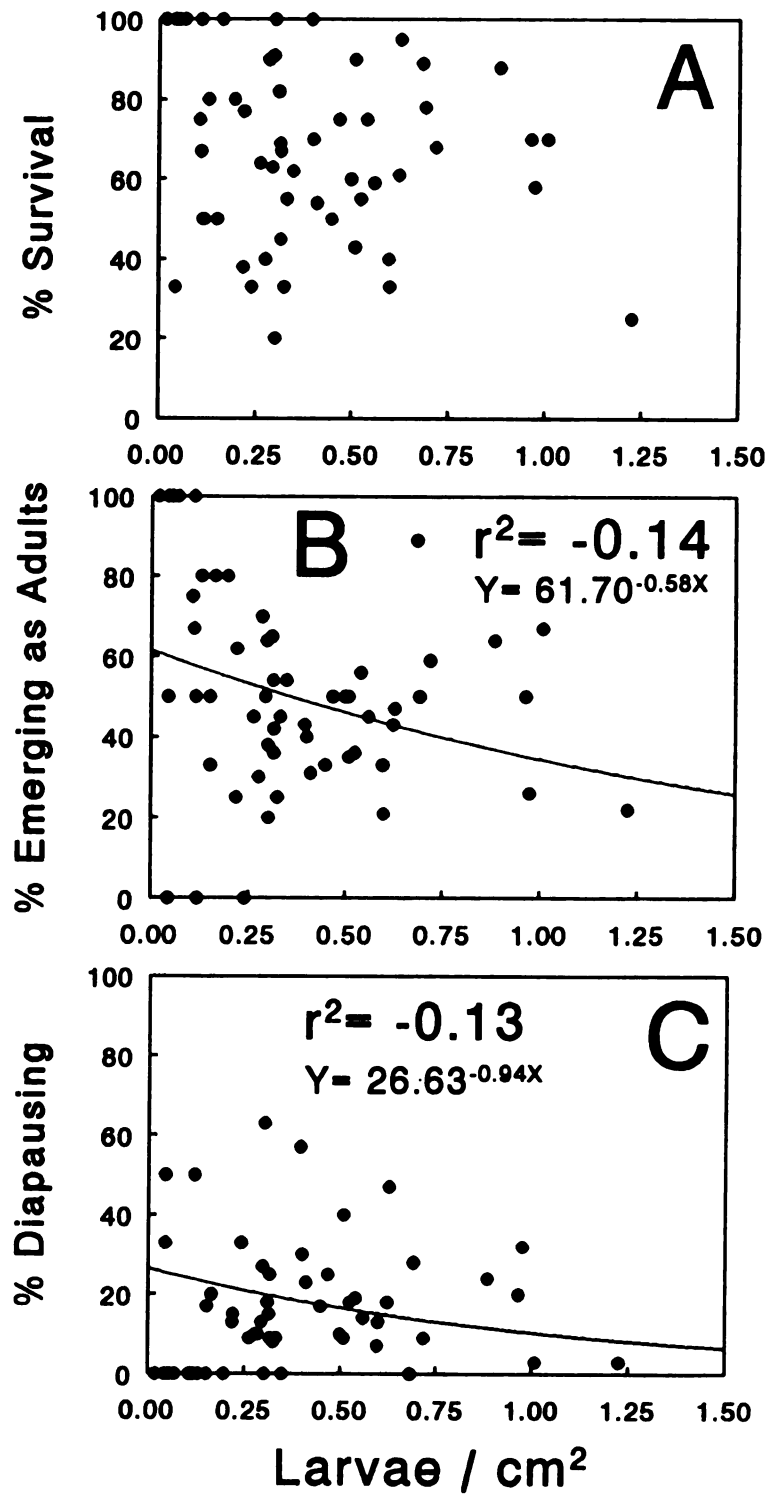 A
% Survival
100
80
60
40
20
0
0.00 0.25 0.50 0.75 1.00 1.25 1.50
B
r²= -0.14
Y= 61.70^-0.58X
% Emerging as Adults
100
80
60
40
20
0
0.00 0.25 0.50 0.75 1.00 1.25 1.50
C
r²= -0.13
Y= 26.63^-0.94X
% Diapausing
100
80
60
40
20
0
0.00 0.25 0.50 0.75 1.00 1.25 1.50
Larvae / cm²